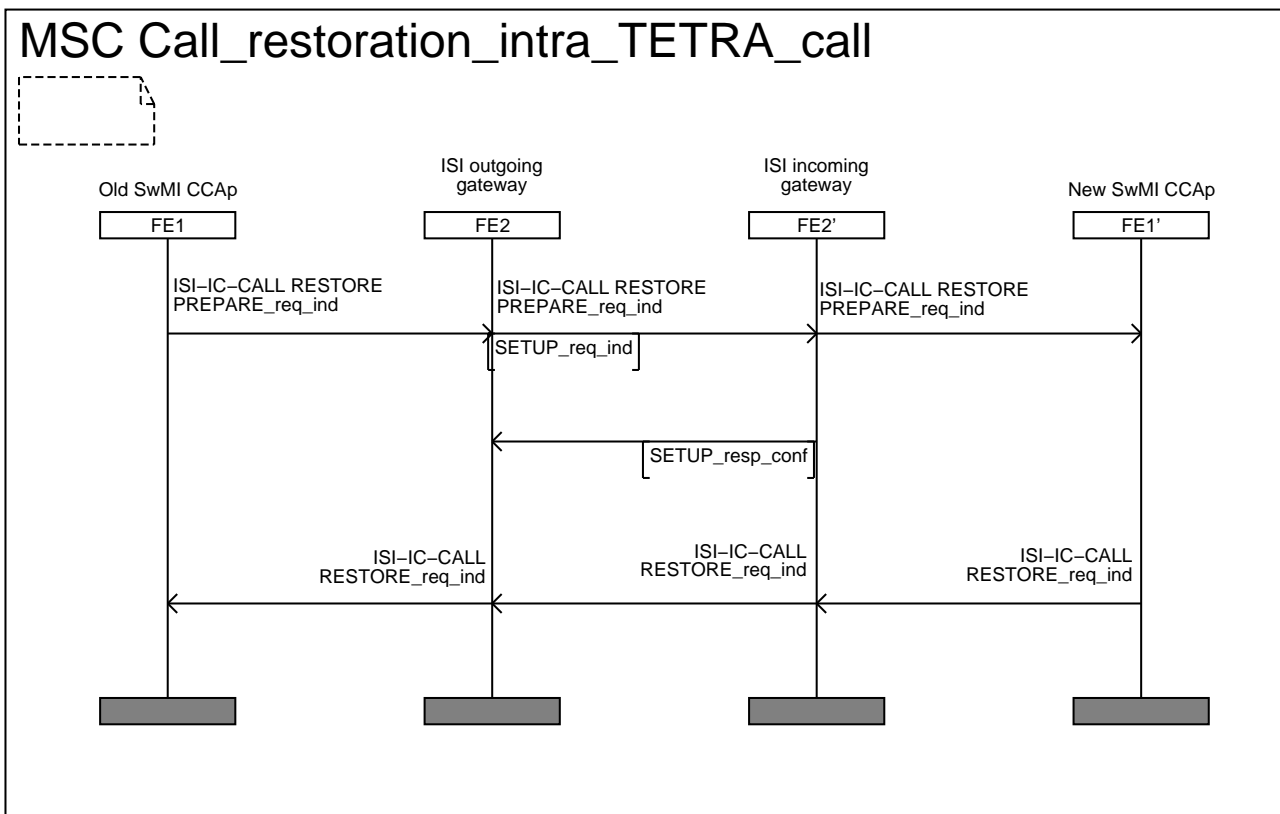 MSC Call_restoration_intra_TETRA_call
Old SwMI CCAp
ISI outgoing
gateway
ISI incoming
gateway
New SwMI CCAp
FE1
FE2
FE2'
FE1'
ISI–IC–CALL RESTORE
PREPARE_req_ind
ISI–IC–CALL RESTORE
PREPARE_req_ind
ISI–IC–CALL RESTORE
PREPARE_req_ind
SETUP_req_ind
SETUP_resp_conf
ISI–IC–CALL
RESTORE_req_ind
ISI–IC–CALL
RESTORE_req_ind
ISI–IC–CALL
RESTORE_req_ind